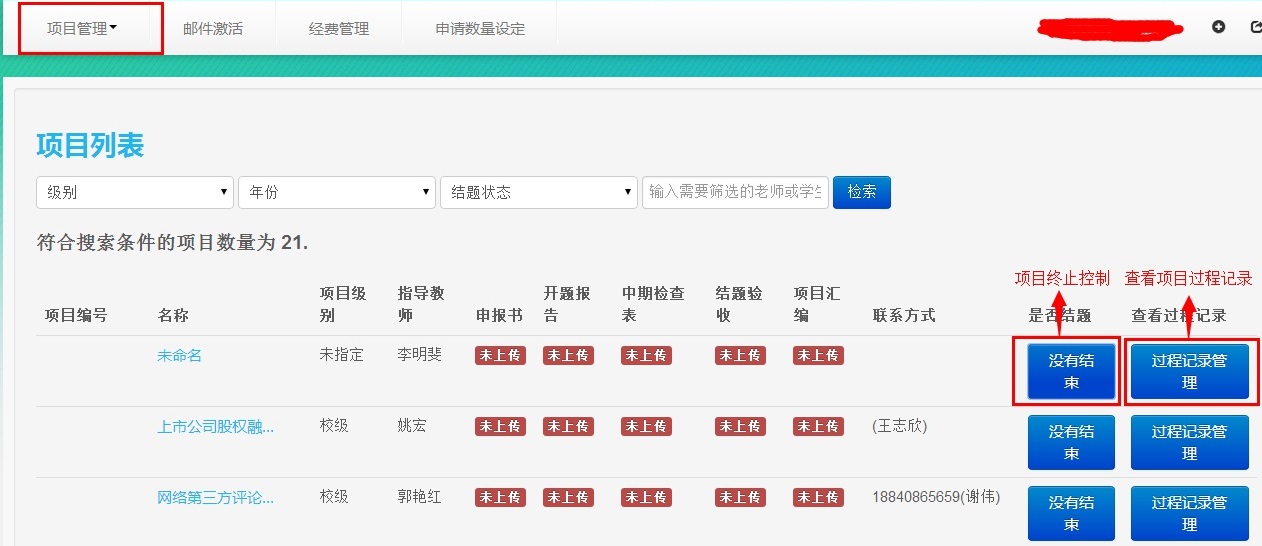 项目管理 邮件激活 经费管理 申请数量设定
项目列表
级别 年份 结题状态 输入需要筛选的老师或学生 检索
符合搜索条件的项目数量为 21.
项目终止控制 查看项目过程记录
项目编号 名称 项目级别 指导教师 申报书 开题报告 中期检查表 结题验收 项目汇编 联系方式 是否结题 查看过程记录
未命名 未指定 李明斐 未上传 未上传 未上传 未上传 未上传 没有结束 过程记录管理
上市公司股权融... 校级 姚宏 未上传 未上传 未上传 未上传 未上传 (王志欣) 没有结束 过程记录管理
网络第三方评论... 校级 郭艳红 未上传 未上传 未上传 未上传 未上传 18840865659(谢伟) 没有结束 过程记录管理